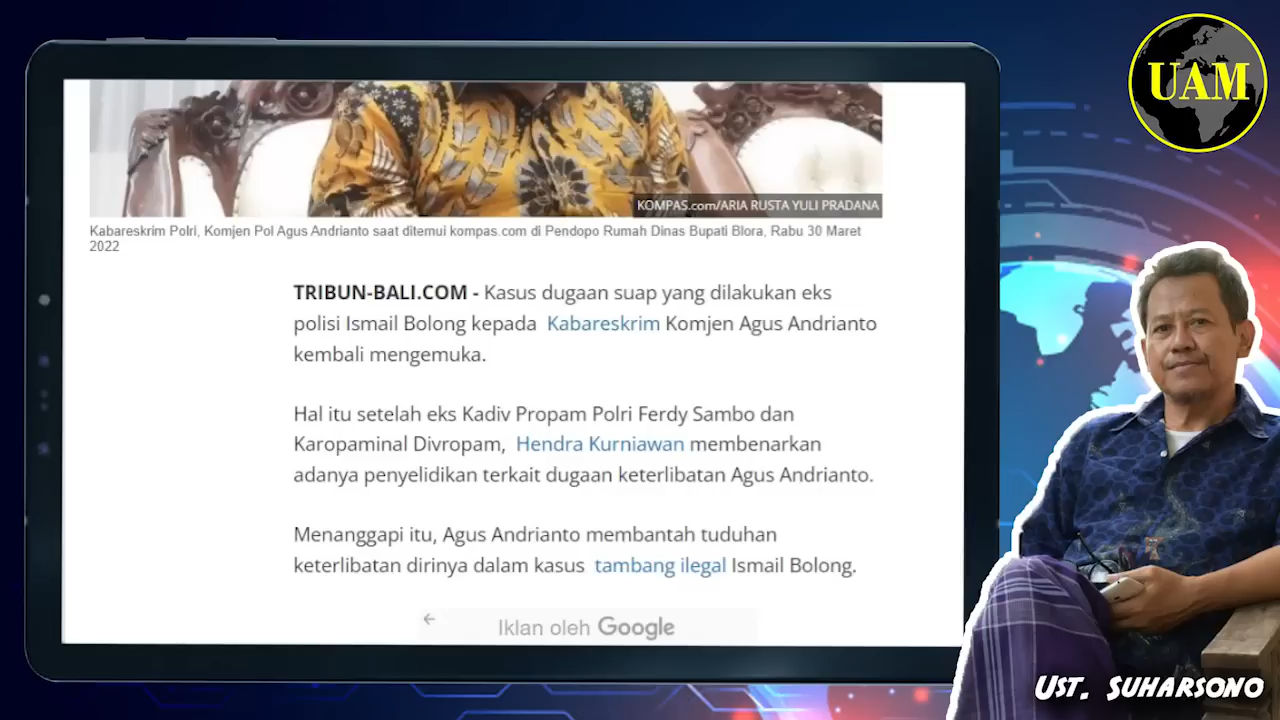 UAM
KOMPAS.com/ARIA RUSTA YULI PRADANA
Kabareskrim Polri, Komjen Pol Agus Andrianto saat ditemui kompas.com di Pendopo Rumah Dinas Bupati Blora, Rabu 30 Maret
2022
TRIBUN-BALI.COM - Kasus dugaan suap yang dilakukan eks
polisi Ismail Bolong kepada Kabareskrim Komjen Agus Andrianto
kembali mengemuka.
Hal itu setelah eks Kadiv Propam Polri Ferdy Sambo dan
Karopaminal Divropam, Hendra Kurniawan membenarkan
adanya penyelidikan terkait dugaan keterlibatan Agus Andrianto.
Menanggapi itu, Agus Andrianto membantah tuduhan
keterlibatan dirinya dalam kasus tambang ilegal Ismail Bolong.
Iklan oleh Google
Ust. Suharsono